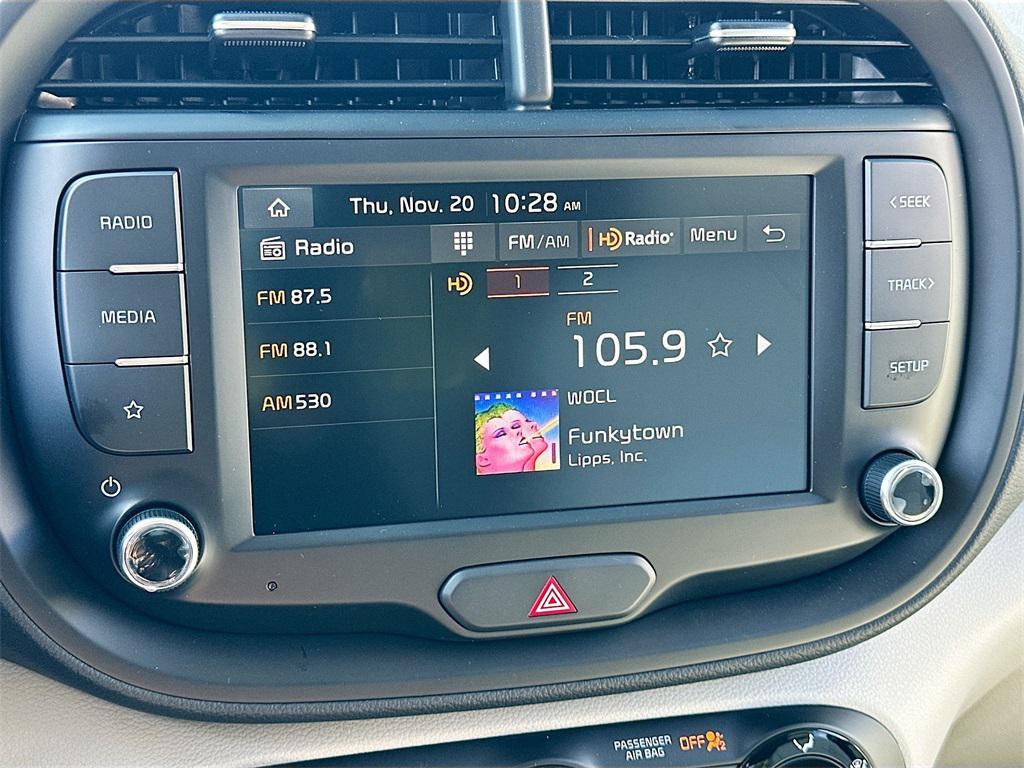 Thu, Nov. 20 10:28 AM
RADIO
Radio
FM/AM
HD Radio
Menu
<SEEK
MEDIA
FM 87.5
HD 1 2
TRACK>
FM 88.1
FM
105.9
SETUP
AM 530
WOCL
Funkytown
Lipps, Inc.
PASSENGER
AIR BAG
OFF 2